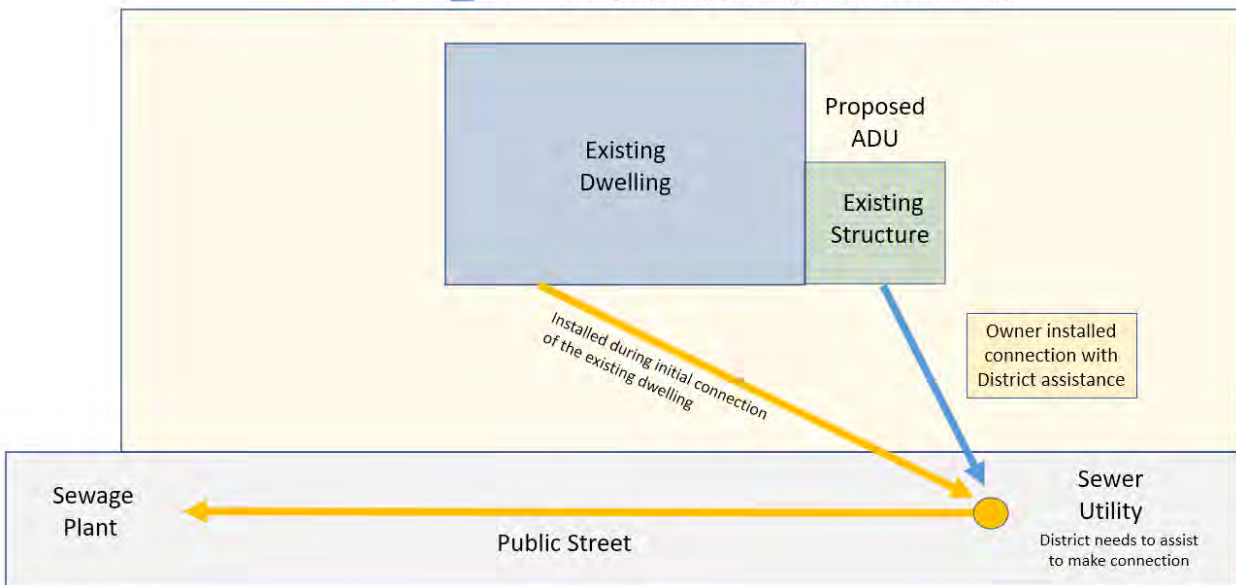 Proposed
ADU
Existing
Dwelling
Existing
Structure
Installed during initial connection
of the existing dwelling
Owner installed
connection with
District assistance
Sewage
Plant
Public Street
Sewer
Utility
District needs to assist
to make connection